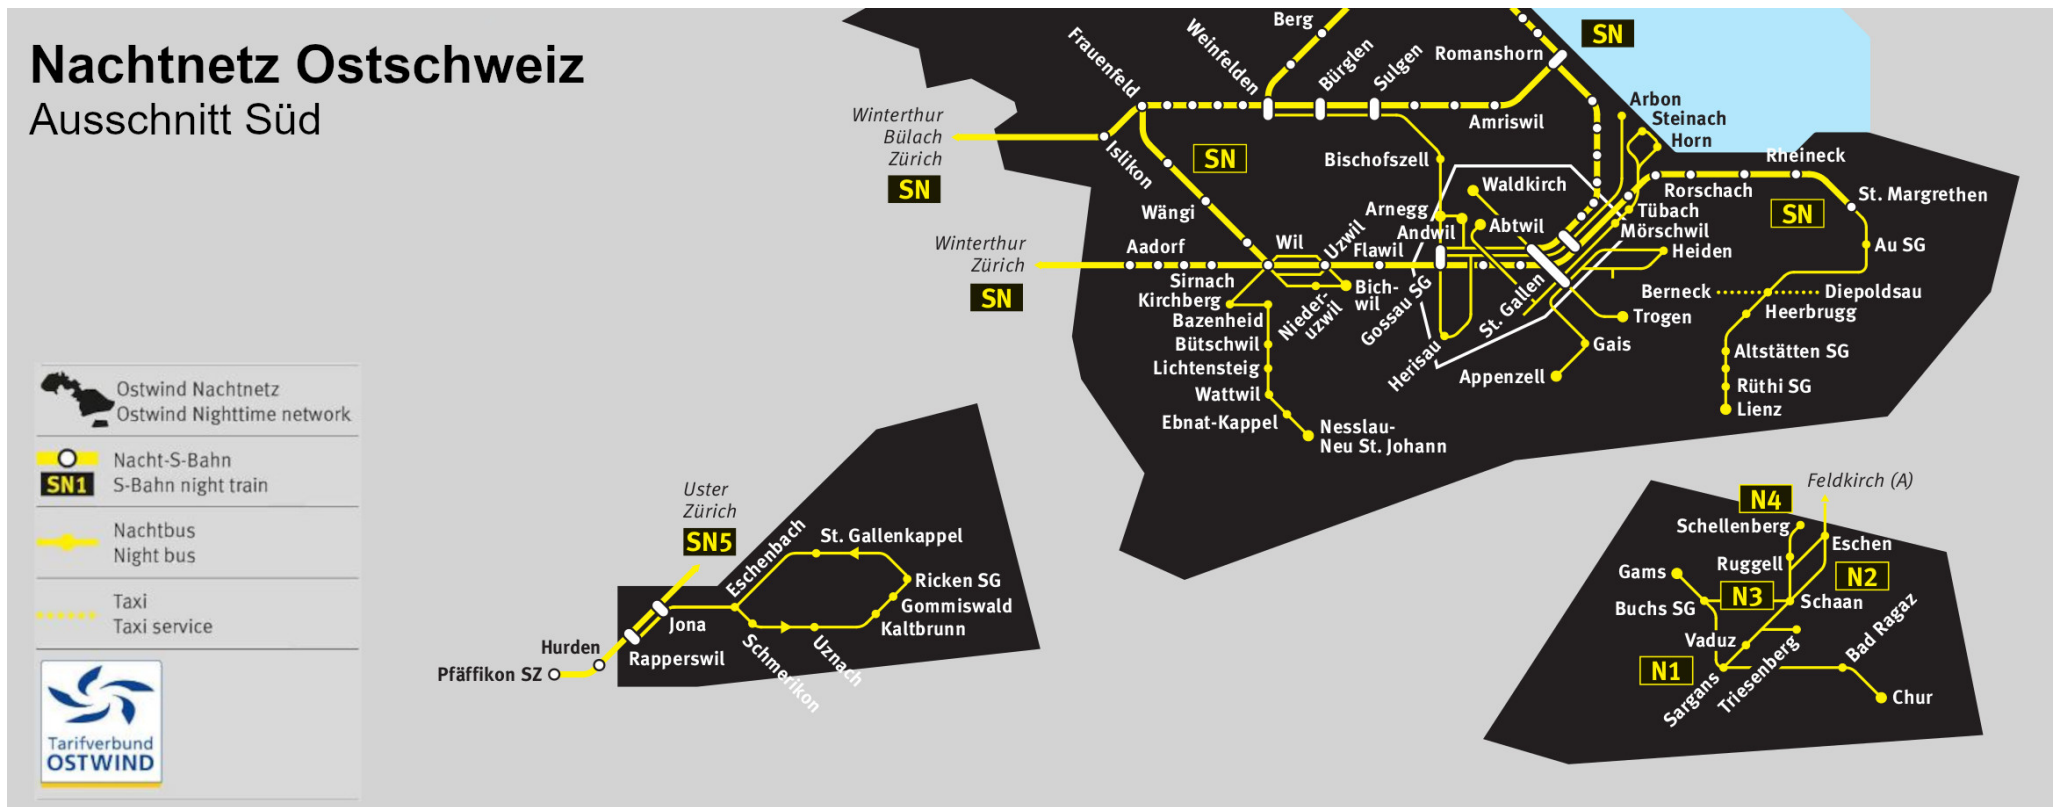 Nachtnetz Ostschweiz
Ausschnitt Süd
Berg
SN
Frauenfeld
Weinfelden
Bürglen
Sulgen
Romanshorn
Winterthur
Bülach
Zürich
SN
Islikon
Amriswil
Arbon
Steinach
Horn
SN
Bischofszell
Rheineck
Waldkirch
Rorschach
St. Margrethen
Wängi
Arnegg
Andwil
Abtwil
Tübach
Mörschwil
SN
Winterthur
Zürich
SN
Aadorf
Wil
Uzwil
Flawil
Heiden
Au SG
Sirnach
Kirchberg
Bich-
wil
Nieder-
uzwil
Gossau SG
St. Gallen
Berneck
Diepoldsau
Bazenheid
Trogen
Heerbrugg
Bütschwil
Herisau
Gais
Altstätten SG
Lichtensteig
Appenzell
Rüthi SG
Wattwil
Lienz
Ebnat-Kappel
Nesslau-
Neu St. Johann
Ostwind Nachtnetz
Ostwind Nighttime network
Nacht-S-Bahn
SN1
S-Bahn night train
Nachtbus
Night bus
Taxi
Taxi service
Tarifverbund
OSTWIND
Uster
Zürich
SN5
Eschenbach
St. Gallenkappel
Ricken SG
Gommiswald
Kaltbrunn
Jona
Hurden
Rapperswil
Pfäffikon SZ
Schmerikon
Uznach
Feldkirch (A)
N4
Schellenberg
Eschen
Ruggell
N2
Gams
N3
Buchs SG
Schaan
Vaduz
Bad Ragaz
N1
Sargans
Triesenberg
Chur